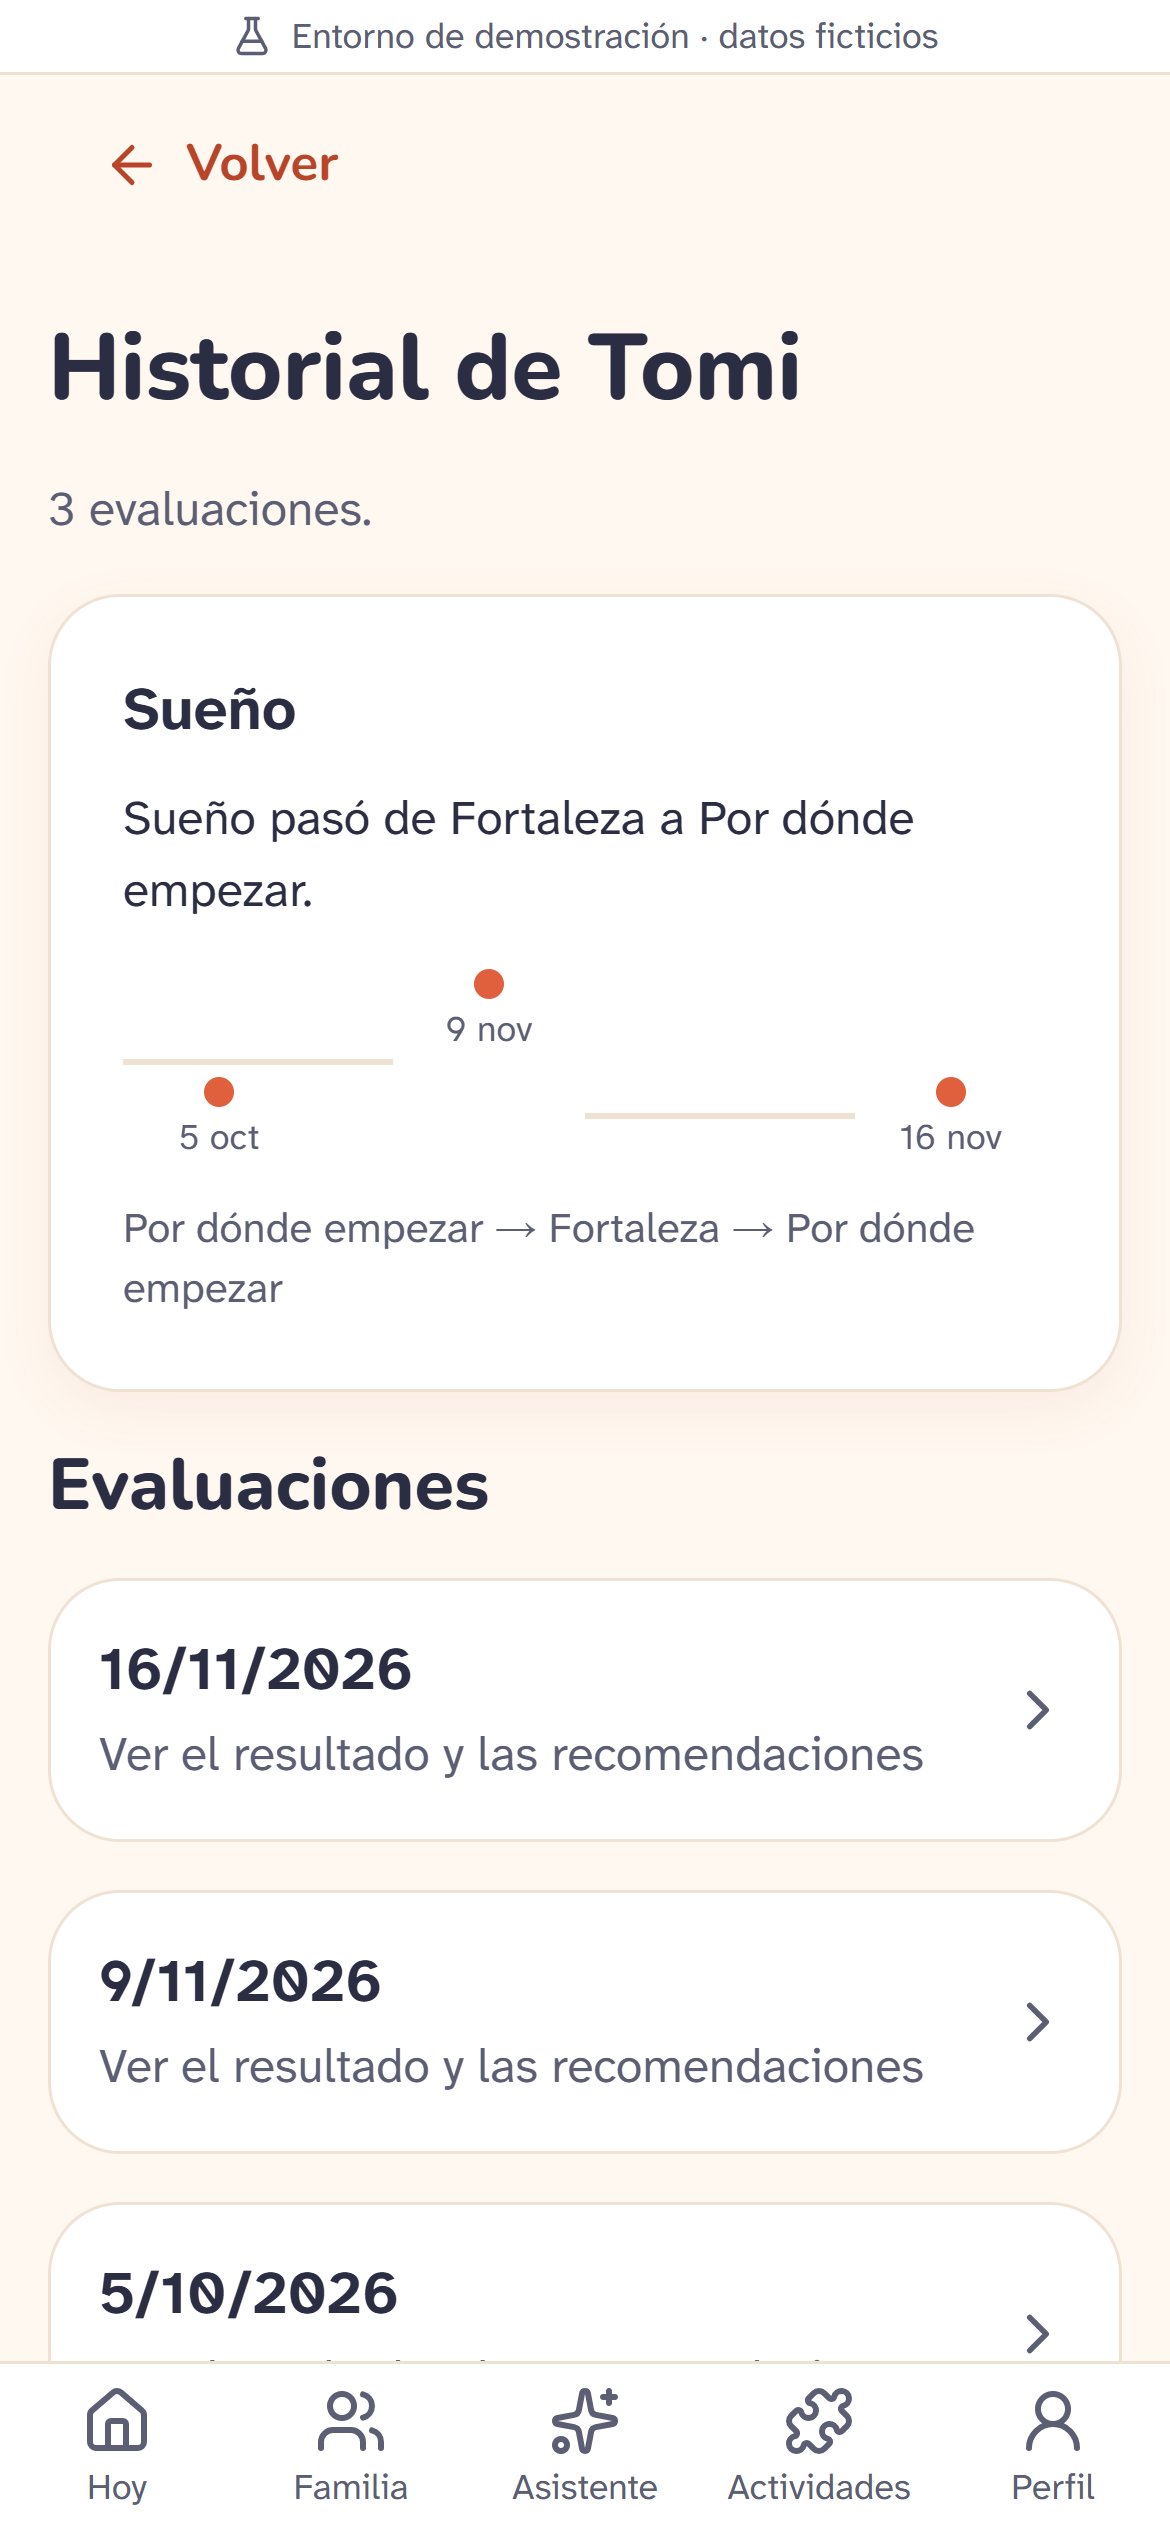 Entorno de demostración · datos ficticios
Volver
Historial de Tomi
3 evaluaciones.
Sueño
Sueño pasó de Fortaleza a Por dónde
empezar.
9 nov
5 oct
16 nov
Por dónde empezar → Fortaleza → Por dónde
empezar
Evaluaciones
16/11/2026
Ver el resultado y las recomendaciones
9/11/2026
Ver el resultado y las recomendaciones
5/10/2026
Hoy
Familia
Asistente
Actividades
Perfil